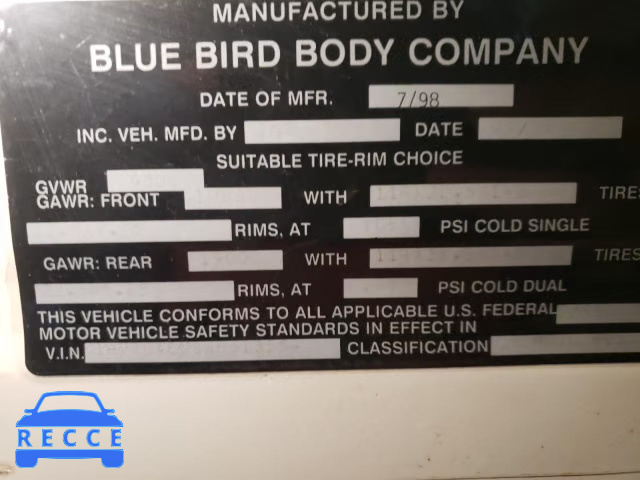 MANUFACTURED BY
BLUE BIRD BODY COMPANY
DATE OF MFR. 7/98
INC. VEH. MFD. BY DATE
SUITABLE TIRE-RIM CHOICE
GVWR
GAWR: FRONT WITH TIRES
RIMS, AT PSI COLD SINGLE
GAWR: REAR WITH TIRES
RIMS, AT PSI COLD DUAL
THIS VEHICLE CONFORMS TO ALL APPLICABLE U.S. FEDERAL
MOTOR VEHICLE SAFETY STANDARDS IN EFFECT IN
V.I.N. CLASSIFICATION
RECCE